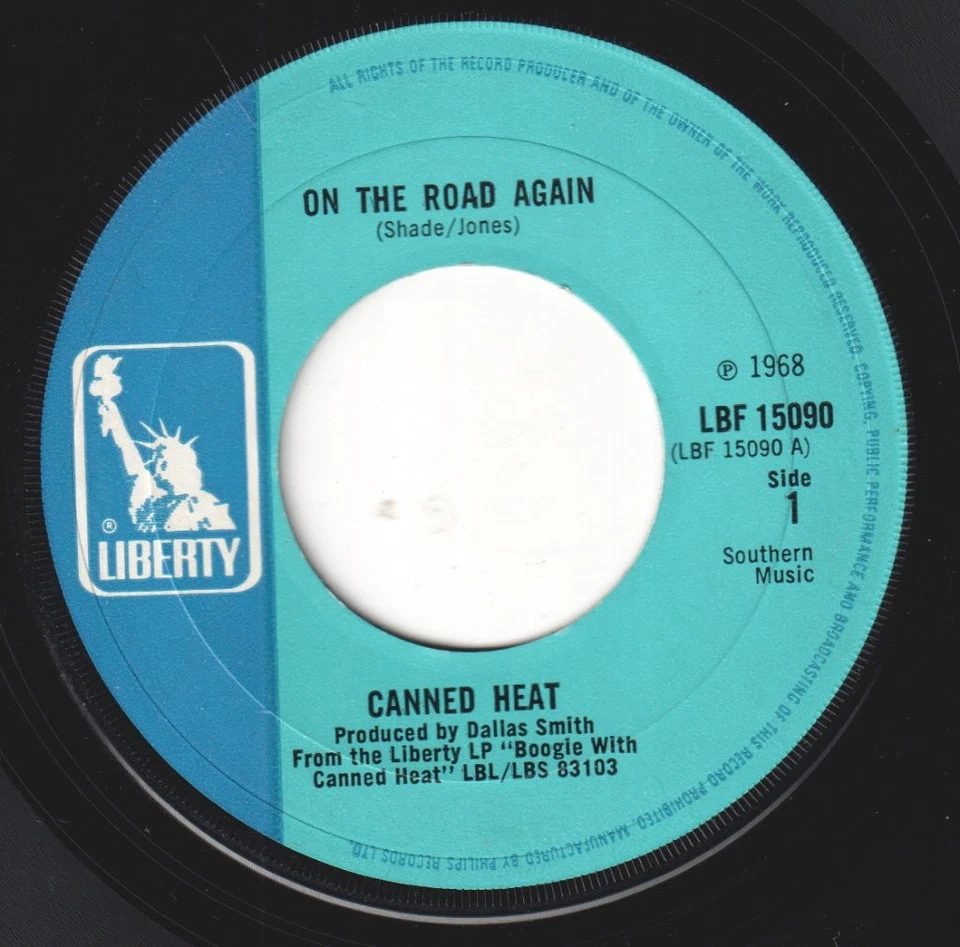 ALL RIGHTS OF THE RECORD PRODUCER AND OF THE OWNER OF THE WORK REPRODUCED RESERVED. COPYING, PUBLIC PERFORMANCE AND BROADCASTING OF THIS RECORD PROHIBITED. MANUFACTURED BY PHILIPS RECORDS LTD.
ON THE ROAD AGAIN
(Shade/Jones)
℗ 1968
LBF 15090
(LBF 15090 A)
Side
1
Southern
Music
®
LIBERTY
CANNED HEAT
Produced by Dallas Smith
From the Liberty LP "Boogie With
Canned Heat" LBL/LBS 83103